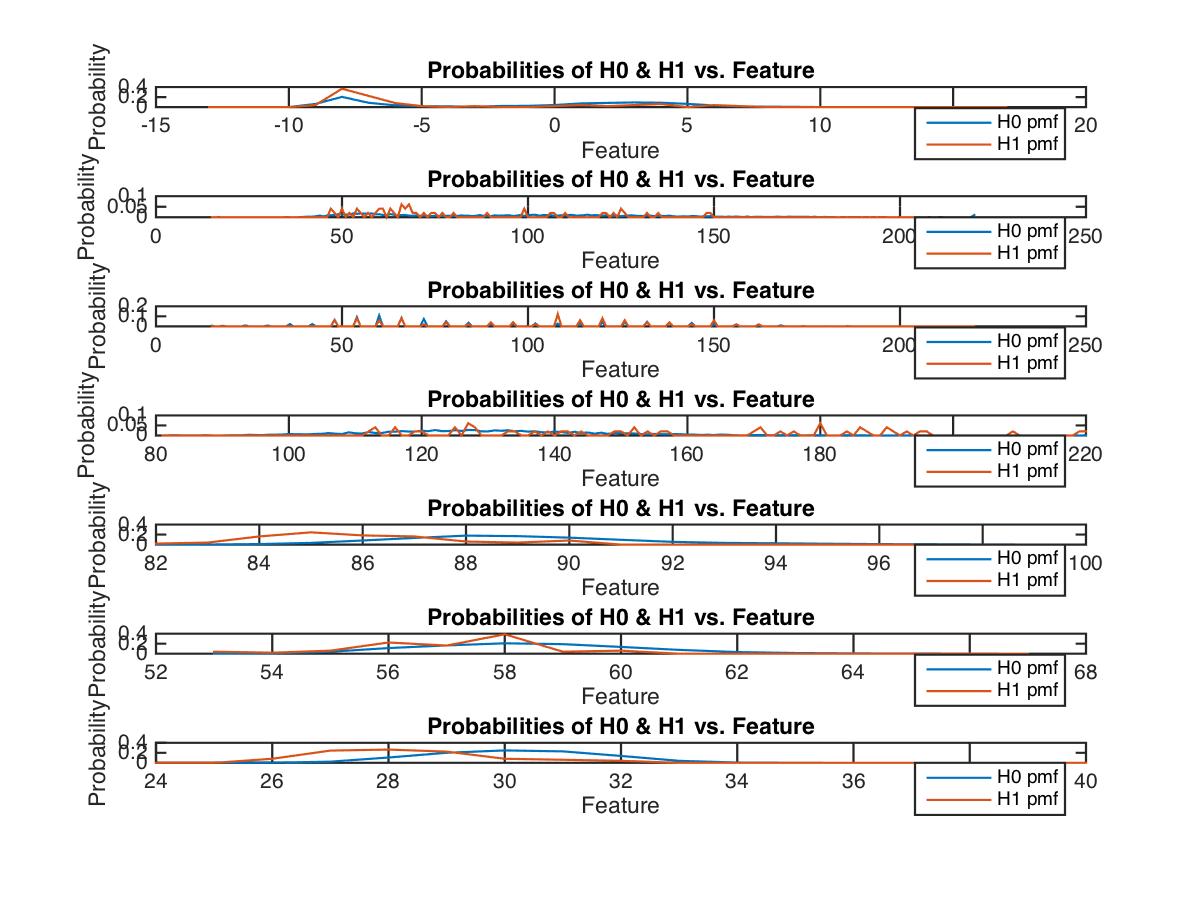 Probabilities of H0 & H1 vs. Feature
Probability
0.4
0.2
0
-15 -10 -5 0 5 10 20
H0 pmf
H1 pmf
Feature
Probabilities of H0 & H1 vs. Feature
Probability
0.1
0.05
0
0 50 100 150 200 250
H0 pmf
H1 pmf
Feature
Probabilities of H0 & H1 vs. Feature
Probability
0.2
0.1
0
0 50 100 150 200 250
H0 pmf
H1 pmf
Feature
Probabilities of H0 & H1 vs. Feature
Probability
0.1
0.05
0
80 100 120 140 160 180 220
H0 pmf
H1 pmf
Feature
Probabilities of H0 & H1 vs. Feature
Probability
0.4
0.2
0
82 84 86 88 90 92 94 96 100
H0 pmf
H1 pmf
Feature
Probabilities of H0 & H1 vs. Feature
Probability
0.4
0.2
0
52 54 56 58 60 62 64 68
H0 pmf
H1 pmf
Feature
Probabilities of H0 & H1 vs. Feature
Probability
0.4
0.2
0
24 26 28 30 32 34 36 40
H0 pmf
H1 pmf
Feature